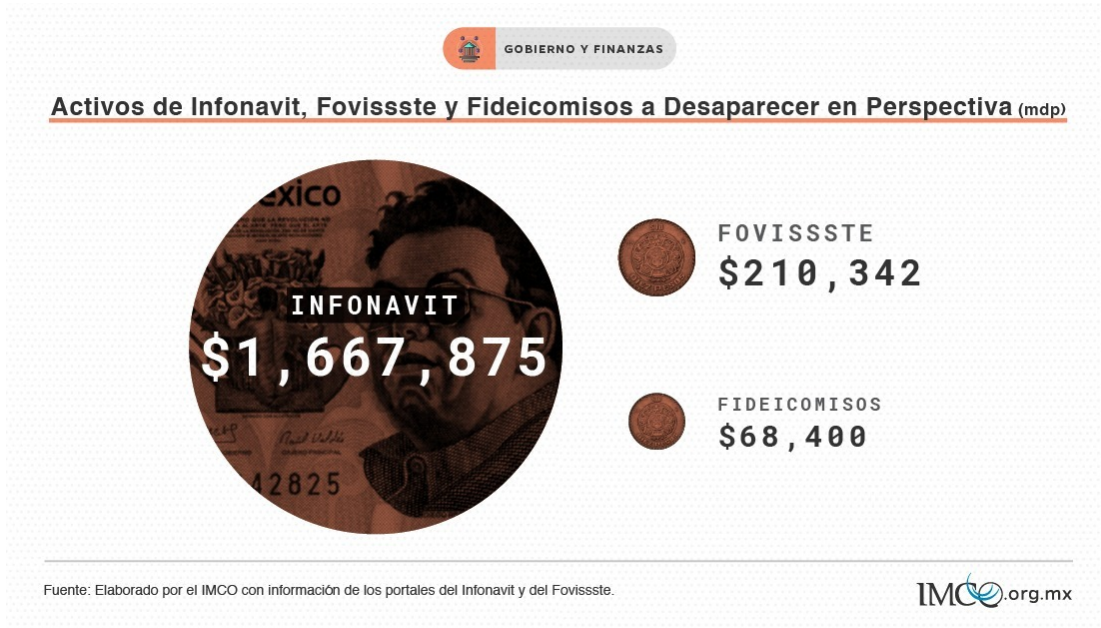 GOBIERNO Y FINANZAS
Activos de Infonavit, Fovissste y Fideicomisos a Desaparecer en Perspectiva (mdp)
exico
INFONAVIT
$1,667,875
42825
FOVISSSTE
$210,342
FIDEICOMISOS
$68,400
Fuente: Elaborado por el IMCO con información de los portales del Infonavit y del Fovissste.
IMCO.org.mx